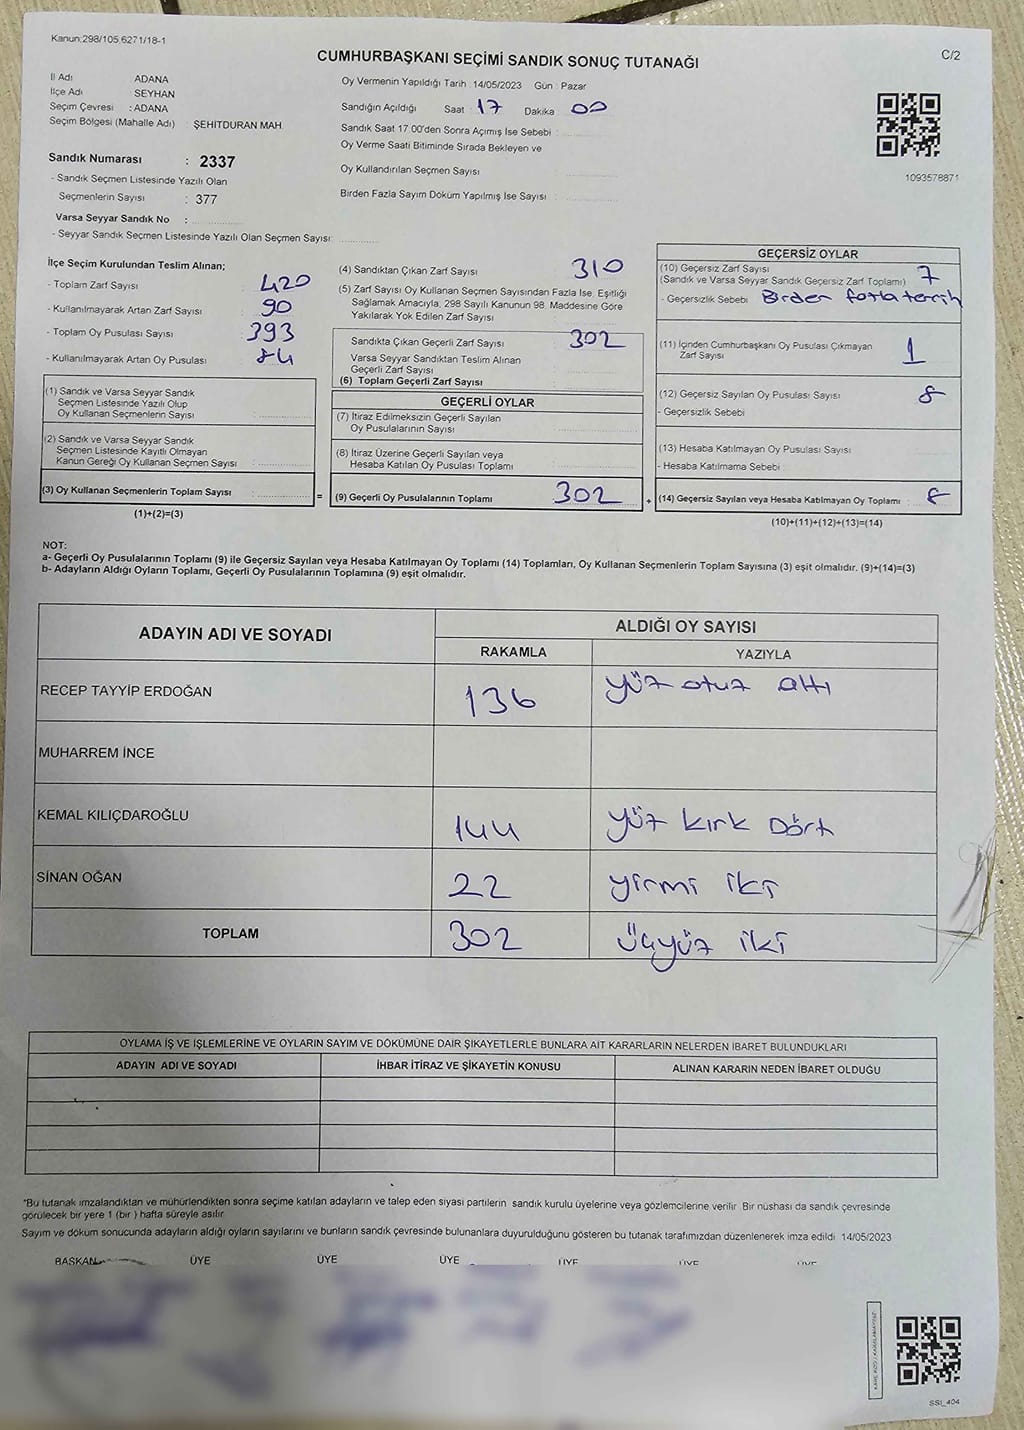 Kanun:298/105,6271/18-1
CUMHURBAŞKANI SEÇİMİ SANDIK SONUÇ TUTANAĞI
C/2
İl Adı ADANA
İlçe Adı SEYHAN
Seçim Çevresi : ADANA
Seçim Bölgesi (Mahalle Adı) : ŞEHİTDURAN MAH.
Sandık Numarası : 2337
- Sandık Seçmen Listesinde Yazılı Olan
Seçmenlerin Sayısı : 377
Varsa Seyyar Sandık No :
- Seyyar Sandık Seçmen Listesinde Yazılı Olan Seçmen Sayısı:
Oy Vermenin Yapıldığı Tarih : 14/05/2023 Gün : Pazar
Sandığın Açıldığı Saat : 17 Dakika : 00
Sandık Saat 17.00'den Sonra Açımış İse Sebebi :
Oy Verme Saati Bitiminde Sırada Bekleyen ve
Oy Kullandırılan Seçmen Sayısı
Birden Fazla Sayım Döküm Yapılmış İse Sayısı :
1093578871
İlçe Seçim Kurulundan Teslim Alınan;
- Toplam Zarf Sayısı : 420
- Kullanılmayarak Artan Zarf Sayısı : 90
- Toplam Oy Pusulası Sayısı : 393
- Kullanılmayarak Artan Oy Pusulası : 84
(1) Sandık ve Varsa Seyyar Sandık
Seçmen Listesinde Yazılı Olup
Oy Kullanan Seçmenlerin Sayısı
(2) Sandık ve Varsa Seyyar Sandık
Seçmen Listesinde Kayıtlı Olmayan
Kanun Gereği Oy Kullanan Seçmen Sayısı
(3) Oy Kullanan Seçmenlerin Toplam Sayısı
(1)+(2)=(3)
(4) Sandıktan Çıkan Zarf Sayısı 310
(5) Zarf Sayısı Oy Kullanan Seçmen Sayısından Fazla İse, Eşitliği
Sağlamak Amacıyla, 298 Sayılı Kanunun 98. Maddesine Göre
Yakılarak Yok Edilen Zarf Sayısı
Sandıkta Çıkan Geçerli Zarf Sayısı 302
Varsa Seyyar Sandıktan Teslim Alınan
Geçerli Zarf Sayısı
(6) Toplam Geçerli Zarf Sayısı
GEÇERLİ OYLAR
(7) İtiraz Edilmeksizin Geçerli Sayılan
Oy Pusulalarının Sayısı
(8) İtiraz Üzerine Geçerli Sayılan veya
Hesaba Katılan Oy Pusulası Toplamı
= (9) Geçerli Oy Pusulalarının Toplamı 302
GEÇERSİZ OYLAR
(10) Geçersiz Zarf Sayısı
(Sandık ve Varsa Seyyar Sandık Geçersiz Zarf Toplamı) 7
- Geçersizlik Sebebi Birden fazla tercih
(11) İçinden Cumhurbaşkanı Oy Pusulası Çıkmayan
Zarf Sayısı 1
(12) Geçersiz Sayılan Oy Pusulası Sayısı 8
- Geçersizlik Sebebi
(13) Hesaba Katılmayan Oy Pusulası Sayısı
- Hesaba Katılmama Sebebi
+ (14) Geçersiz Sayılan veya Hesaba Katılmayan Oy Toplamı 8
(10)+(11)+(12)+(13)=(14)
NOT:
a- Geçerli Oy Pusulalarının Toplamı (9) ile Geçersiz Sayılan veya Hesaba Katılmayan Oy Toplamı (14) Toplamları, Oy Kullanan Seçmenlerin Toplam Sayısına (3) eşit olmalıdır. (9)+(14)=(3)
b- Adayların Aldığı Oyların Toplamı, Geçerli Oy Pusulalarının Toplamına (9) eşit olmalıdır.
ADAYIN ADI VE SOYADI
ALDIĞI OY SAYISI
RAKAMLA YAZIYLA
RECEP TAYYİP ERDOĞAN 136 yüz otuz altı
MUHARREM İNCE
KEMAL KILIÇDAROĞLU 144 yüz kırk Dört
SİNAN OĞAN 22 yirmi iki
TOPLAM 302 üçyüz iki
OYLAMA İŞ VE İŞLEMLERİNE VE OYLARIN SAYIM VE DÖKÜMÜNE DAİR ŞİKAYETLERLE BUNLARA AİT KARARLARIN NELERDEN İBARET BULUNDUKLARI
ADAYIN ADI VE SOYADI İHBAR İTİRAZ VE ŞİKAYETİN KONUSU ALINAN KARARIN NEDEN İBARET OLDUĞU
*Bu tutanak imzalandıktan ve mühürlendikten sonra seçime katılan adayların ve talep eden siyasi partilerin sandık kurulu üyelerine veya gözlemcilerine verilir. Bir nüshası da sandık çevresinde
görülecek bir yere 1 (bir ) hafta süreyle asılır.
Sayım ve döküm sonucunda adayların aldığı oyların sayılarını ve bunların sandık çevresinde bulunanlara duyurulduğunu gösteren bu tutanak tarafımızdan düzenlenerek imza edildi. 14/05/2023
BAŞKAN ÜYE ÜYE ÜYE ÜYE ÜYE ÜYE
SSI_404